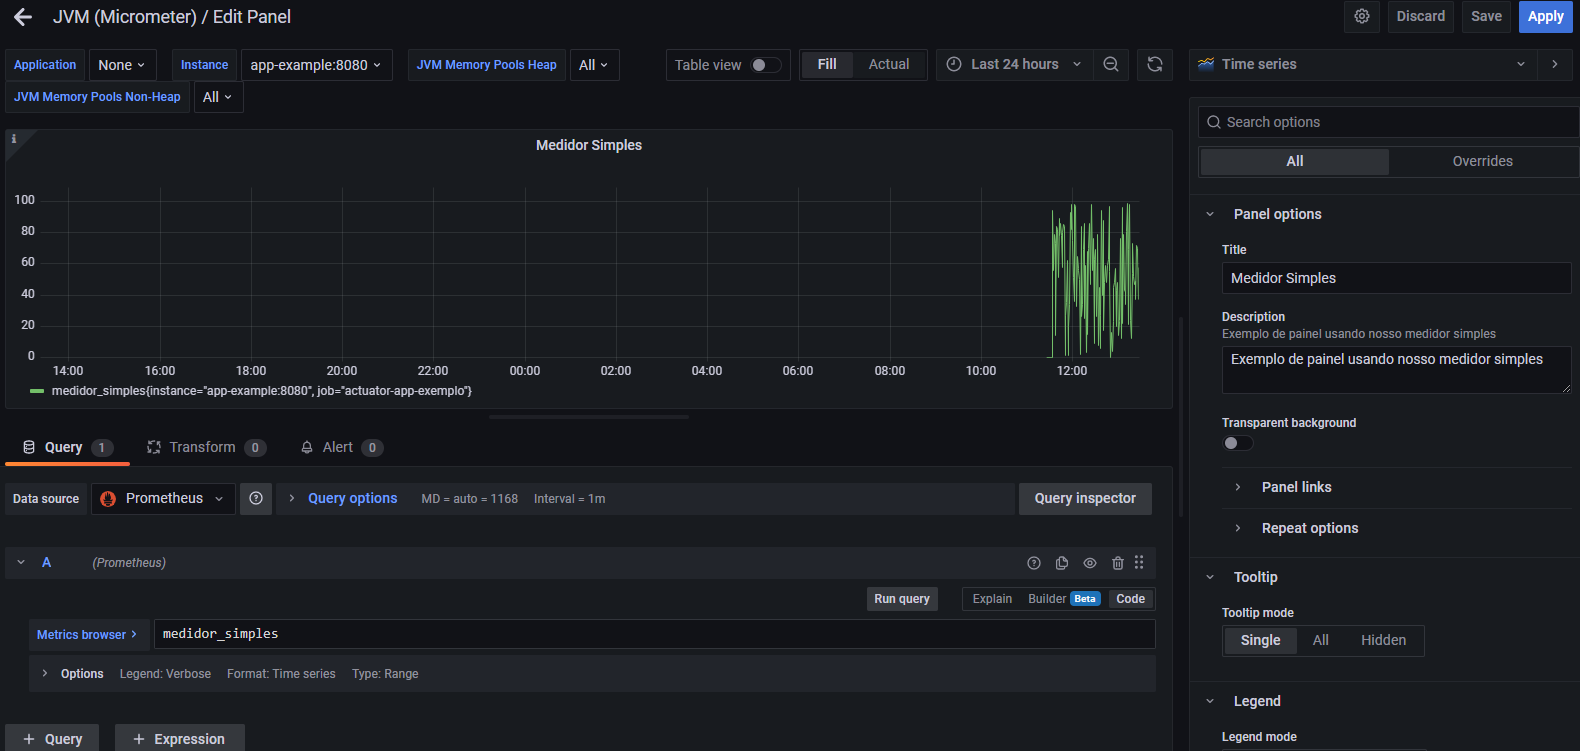 JVM (Micrometer) / Edit Panel
Discard
Save
Apply
Application
None
Instance
app-example:8080
JVM Memory Pools Heap
All
Table view
Fill
Actual
Last 24 hours
Time series
JVM Memory Pools Non-Heap
All
Search options
All
Overrides
i
Medidor Simples
100
80
60
40
20
0
14:00
16:00
18:00
20:00
22:00
00:00
02:00
04:00
06:00
08:00
10:00
12:00
medidor_simples{instance="app-example:8080", job="actuator-app-exemplo"}
Panel options
Title
Medidor Simples
Description
Exemplo de painel usando nosso medidor simples
Exemplo de painel usando nosso medidor simples
Transparent background
Panel links
Repeat options
Tooltip
Tooltip mode
Single
All
Hidden
Legend
Legend mode
Query 1
Transform 0
Alert 0
Data source
Prometheus
Query options
MD = auto = 1168
Interval = 1m
Query inspector
A
(Prometheus)
Run query
Explain
Builder Beta
Code
Metrics browser >
medidor_simples
Options
Legend: Verbose
Format: Time series
Type: Range
+ Query
+ Expression